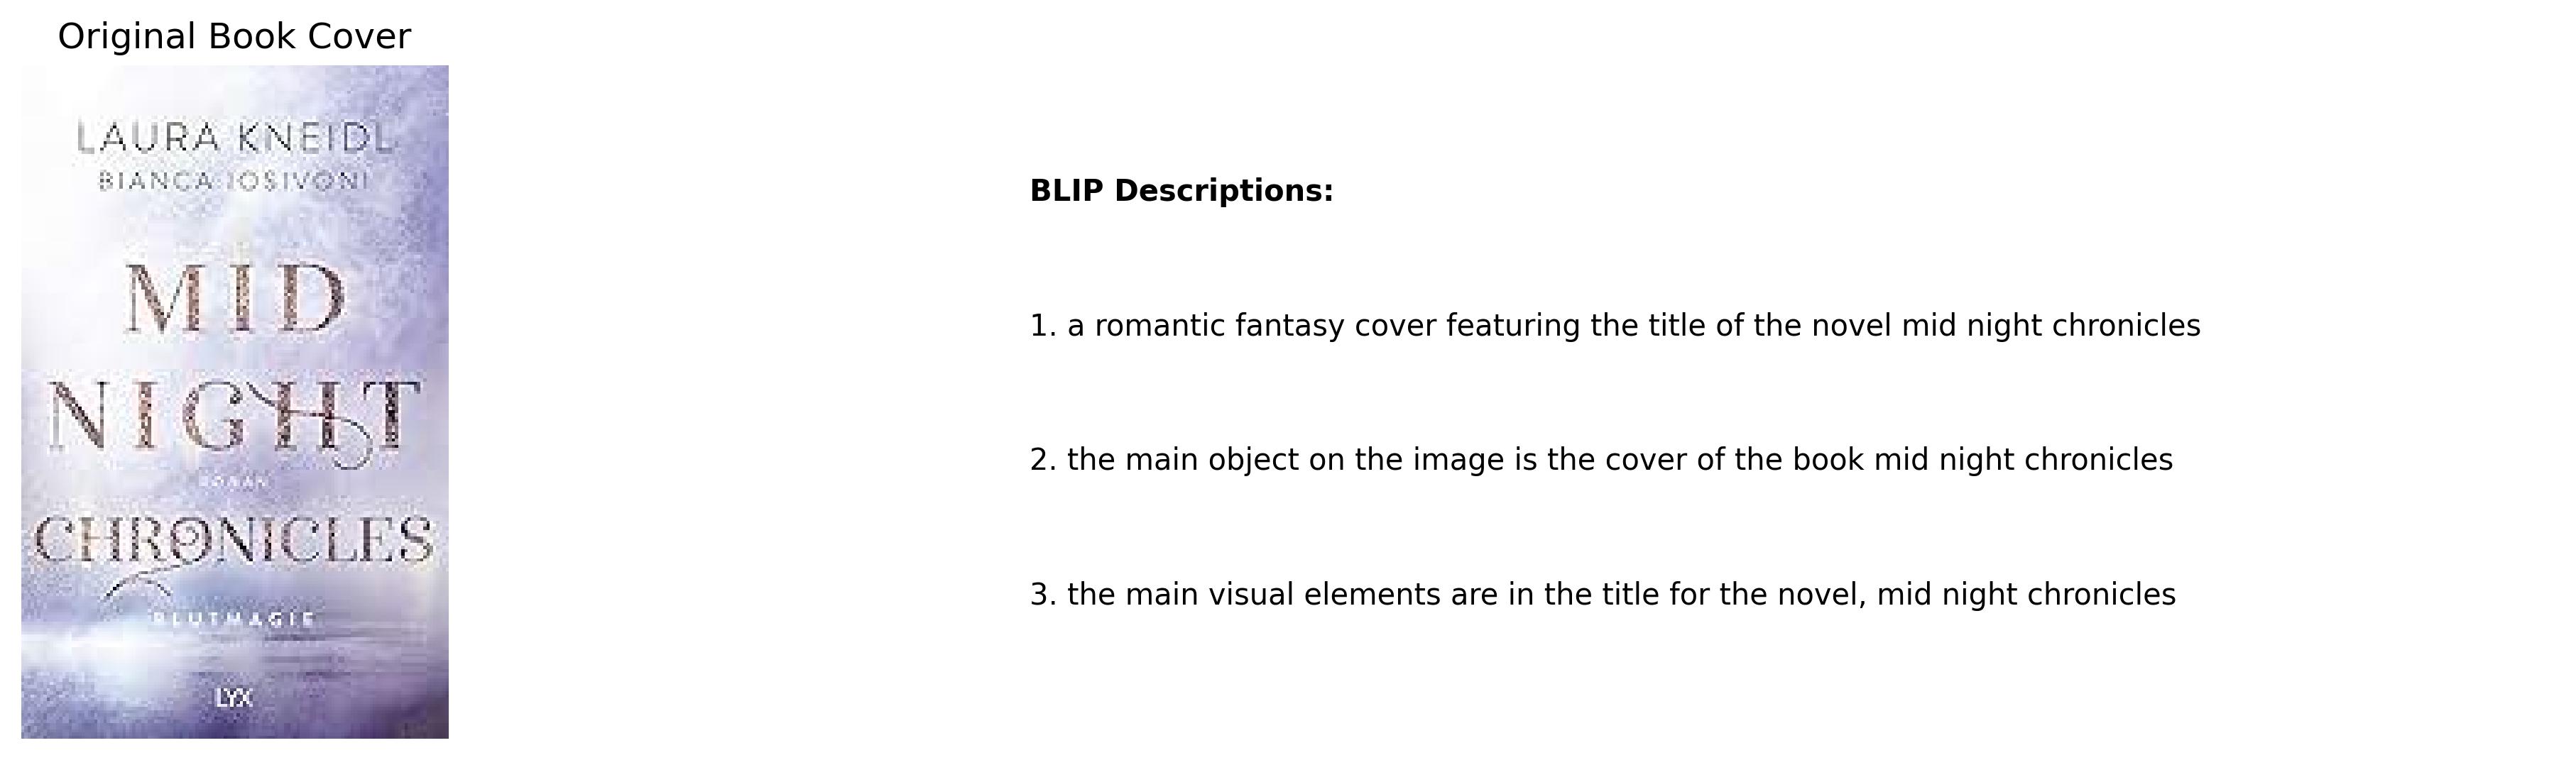 Original Book Cover
LAURA KNEIDL
BIANCA IOSIVONI
MID
NIGHT
ROMAN
CHRONICLES
BLUTMAGIE
LYX
BLIP Descriptions:
1. a romantic fantasy cover featuring the title of the novel mid night chronicles
2. the main object on the image is the cover of the book mid night chronicles
3. the main visual elements are in the title for the novel, mid night chronicles